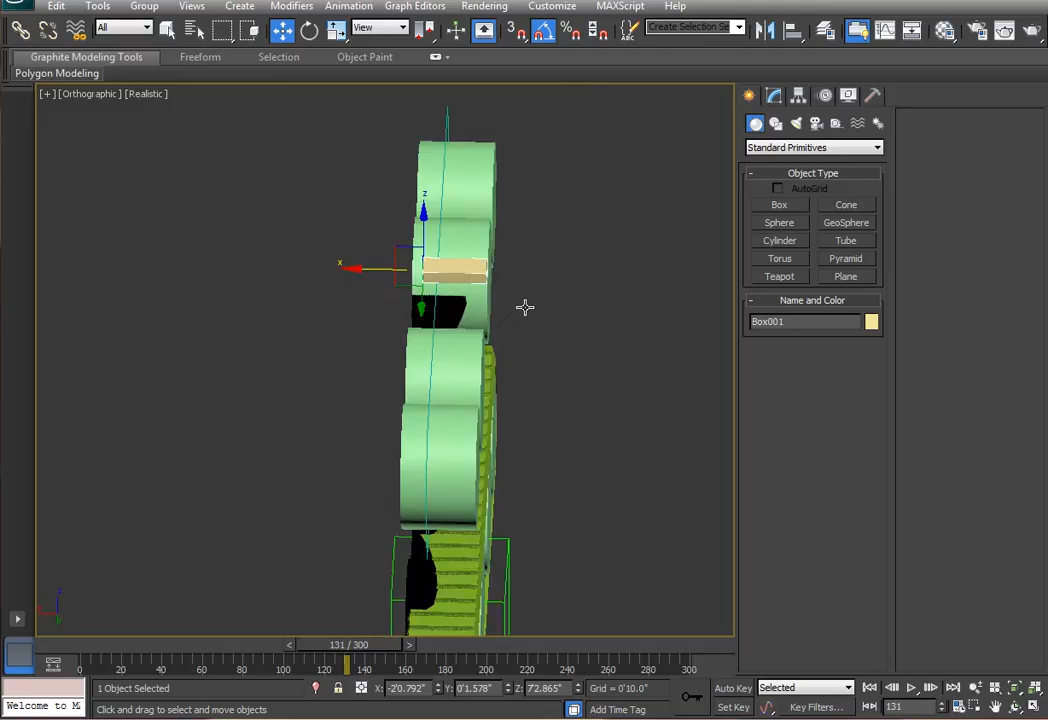 Edit Tools Group Views Create Modifiers Animation Graph Editors Rendering Customize MAXScript Help
All View 3 Create Selection Se
Graphite Modeling Tools Freeform Selection Object Paint
Polygon Modeling
[+] [Orthographic] [Realistic]
Standard Primitives
- Object Type
AutoGrid
Box Cone
Sphere GeoSphere
Cylinder Tube
Torus Pyramid
Teapot Plane
- Name and Color
Box001
z
x
z
< 131 / 300 >
0 20 40 60 80 100 120 140 160 180 200 220 240 260 280 300
1 Object Selected X: -2'0.792" Y: 0'1.578" Z: 7'2.865" Grid = 0'10.0" Auto Key Selected
Welcome to M Click and drag to select and move objects Add Time Tag Set Key Key Filters... 131